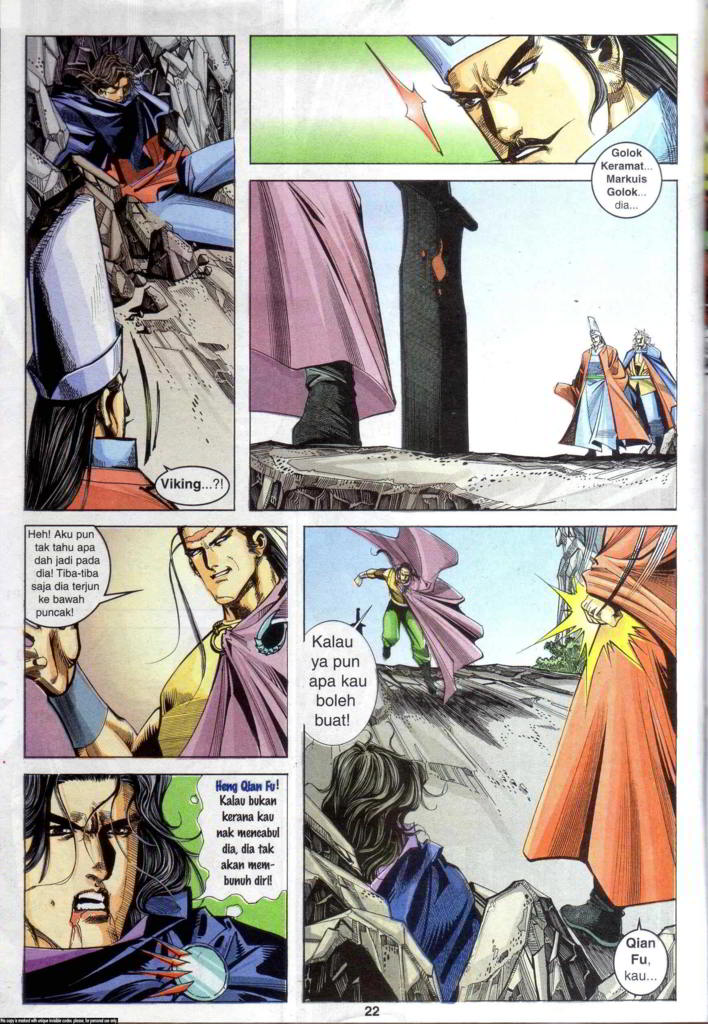 Golok
Keramat...
Markuis
Golok...
dia...
Viking...?!
Heh! Aku pun
tak tahu apa
dah jadi pada
dia! Tiba-tiba
saja dia terjun
ke bawah
puncak!
Kalau
ya pun
apa kau
boleh
buat!
Heng Qian Fu!
Kalau bukan
kerana kau
nak mencabul
dia, dia tak
akan mem-
bunuh diri!
Qian
Fu,
kau...
22